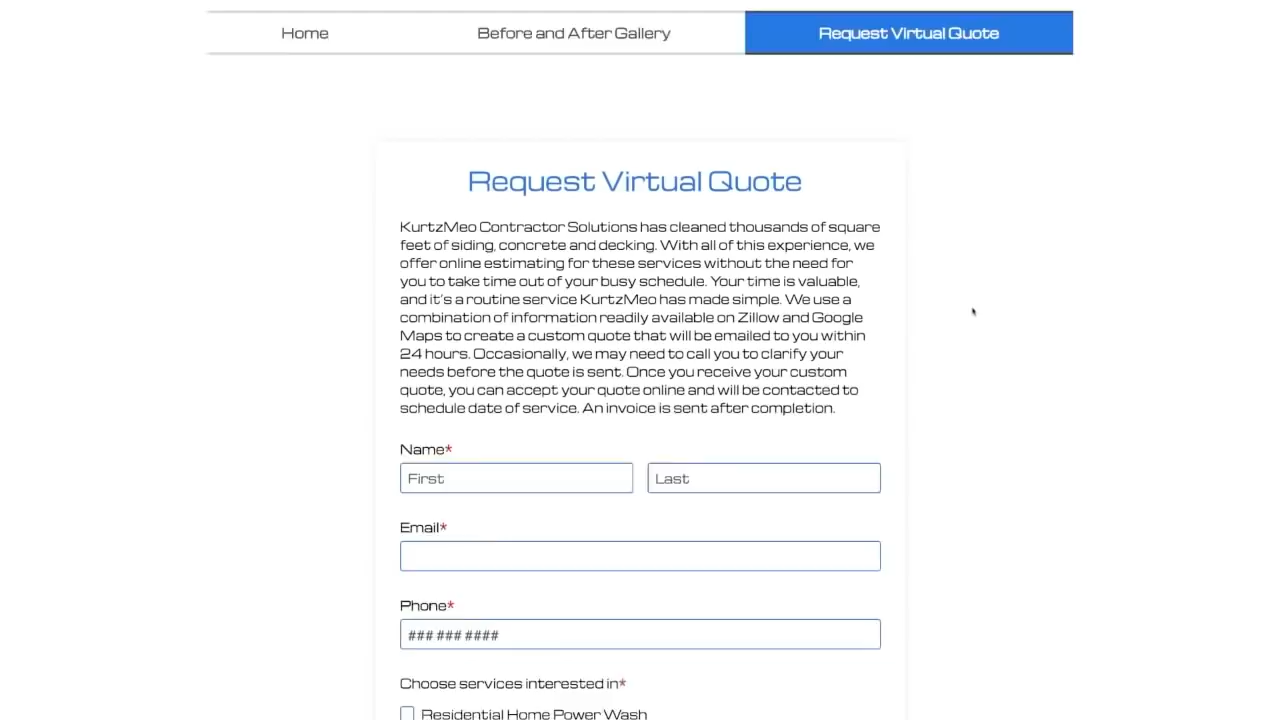 Home
Before and After Gallery
Request Virtual Quote
Request Virtual Quote
KurtzMeo Contractor Solutions has cleaned thousands of square
feet of siding, concrete and decking. With all of this experience, we
offer online estimating for these services without the need for
you to take time out of your busy schedule. Your time is valuable,
and it's a routine service KurtzMeo has made simple. We use a
combination of information readily available on Zillow and Google
Maps to create a custom quote that will be emailed to you within
24 hours. Occasionally, we may need to call you to clarify your
needs before the quote is sent. Once you receive your custom
quote, you can accept your quote online and will be contacted to
schedule date of service. An invoice is sent after completion.
Name*
First
Last
Email*
Phone*
### ### ####
Choose services interested in*
Residential Home Power Wash